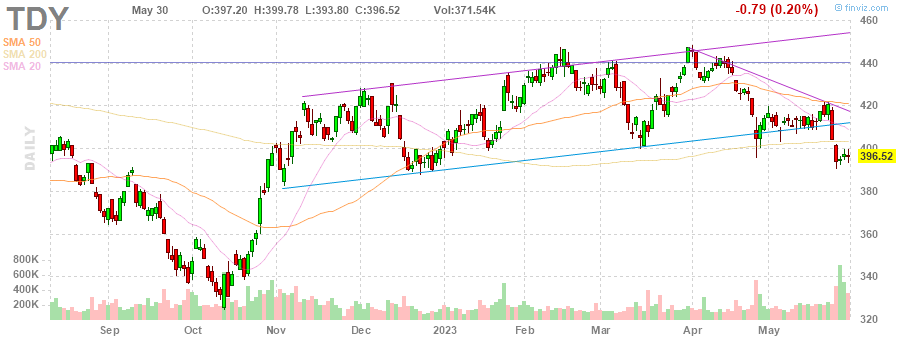 TDY
May 30 O:397.20 H:399.78 L:393.80 C:396.52 Vol:371.54K -0.79 (0.20%) © finviz.com
SMA 50
SMA 200
SMA 20
DAILY
460
440
420
400
396.52
380
360
340
320
800K
600K
400K
200K
Sep Oct Nov Dec 2023 Feb Mar Apr May